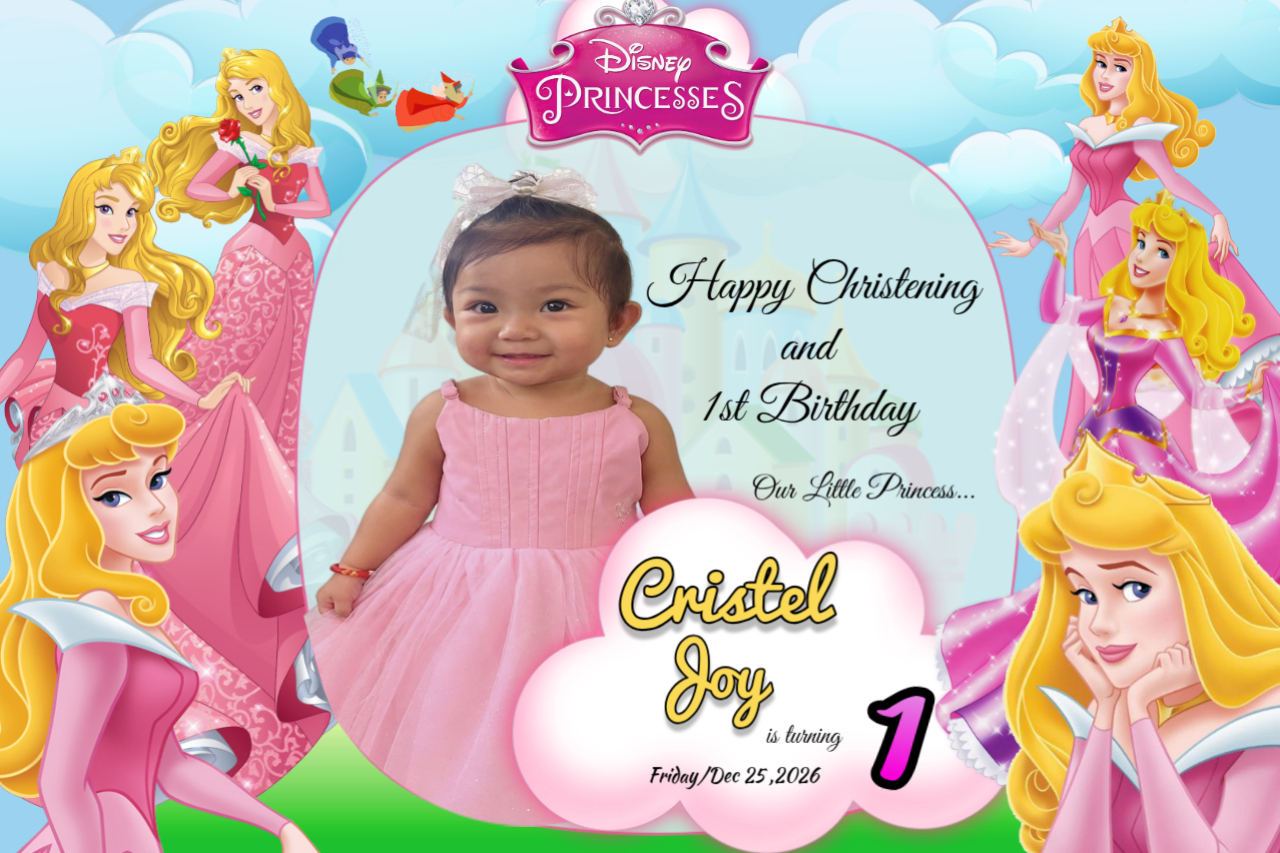 Disney
Princesses
Happy Christening
and
1st Birthday
Our Little Princess...
Cristel
Joy
is turning
1
Friday/Dec 25 ,2026